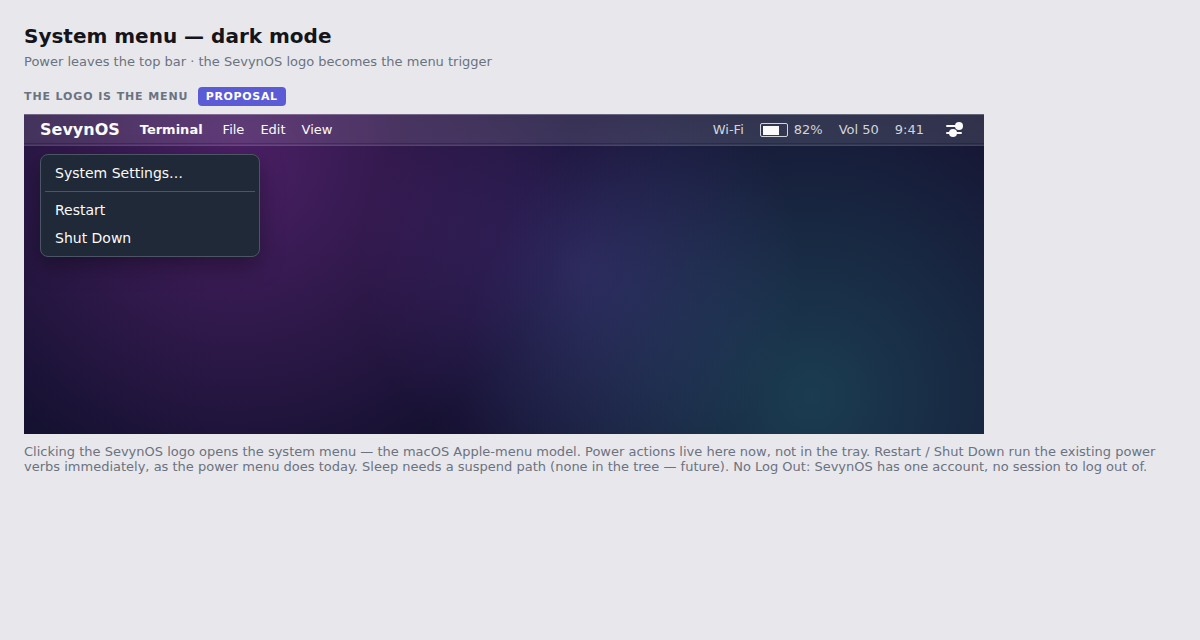 System menu — dark mode
Power leaves the top bar · the SevynOS logo becomes the menu trigger
THE LOGO IS THE MENU PROPOSAL
SevynOS Terminal File Edit View Wi-Fi 82% Vol 50 9:41
System Settings…
Restart
Shut Down
Clicking the SevynOS logo opens the system menu — the macOS Apple-menu model. Power actions live here now, not in the tray. Restart / Shut Down run the existing power
verbs immediately, as the power menu does today. Sleep needs a suspend path (none in the tree — future). No Log Out: SevynOS has one account, no session to log out of.